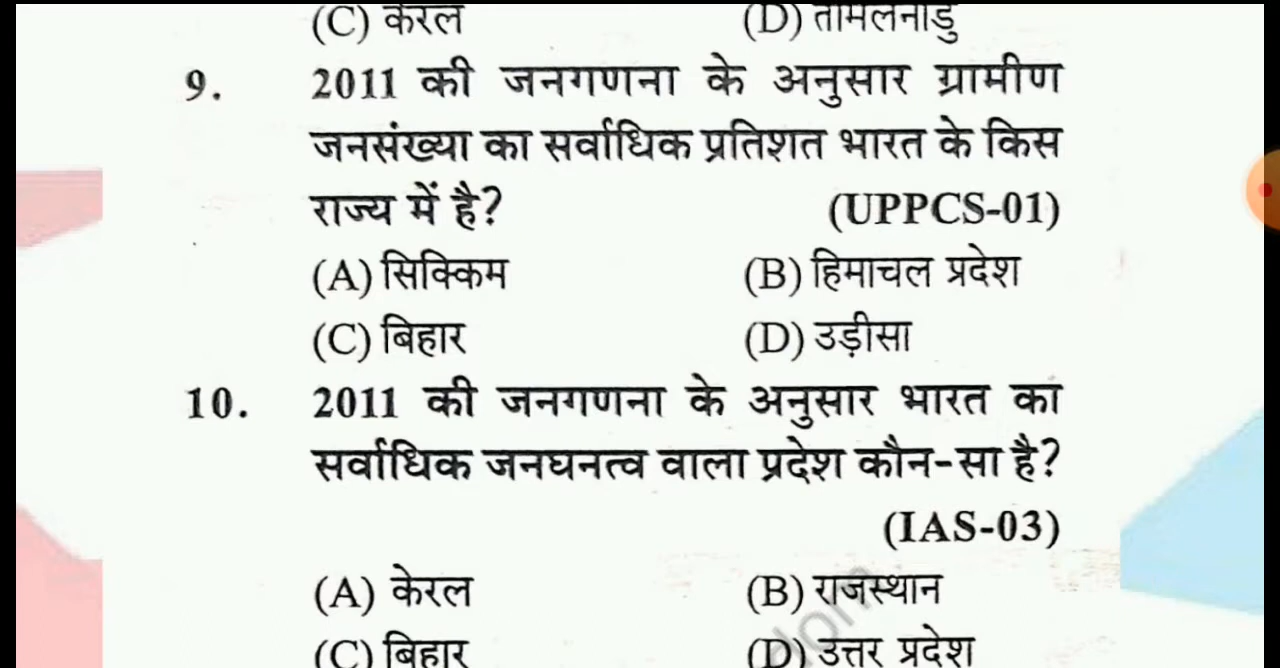 (C) केरल (D) तामिलनाडु
9. 2011 की जनगणना के अनुसार ग्रामीण
जनसंख्या का सर्वाधिक प्रतिशत भारत के किस
राज्य में है? (UPPCS-01)
(A) सिक्किम (B) हिमाचल प्रदेश
(C) बिहार (D) उड़ीसा
10. 2011 की जनगणना के अनुसार भारत का
सर्वाधिक जनघनत्व वाला प्रदेश कौन-सा है?
(IAS-03)
(A) केरल (B) राजस्थान
(C) बिहार (D) उत्तर प्रदेश